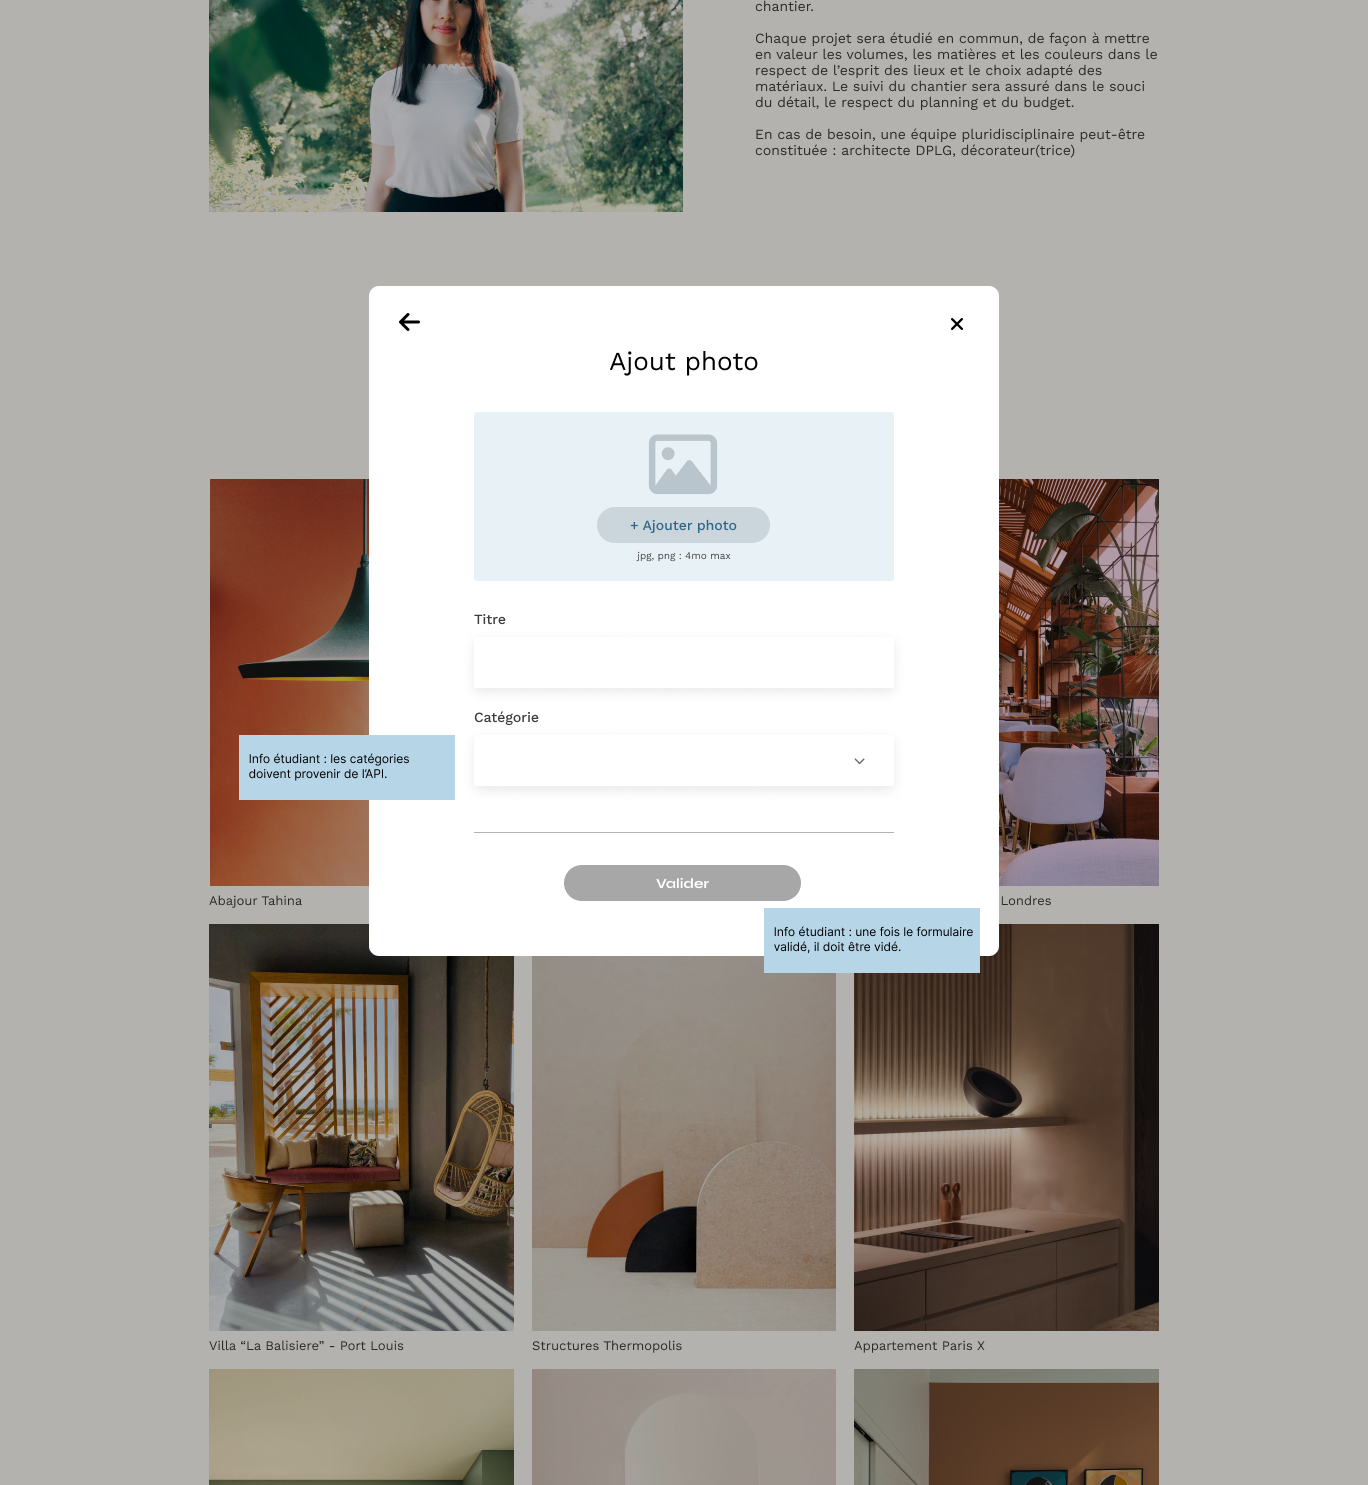 chantier.
Chaque projet sera étudié en commun, de façon à mettre
en valeur les volumes, les matières et les couleurs dans le
respect de l’esprit des lieux et le choix adapté des
matériaux. Le suivi du chantier sera assuré dans le souci
du détail, le respect du planning et du budget.
En cas de besoin, une équipe pluridisciplinaire peut-être
constituée : architecte DPLG, décorateur(trice)
Ajout photo
+ Ajouter photo
jpg, png : 4mo max
Titre
Catégorie
Info étudiant : les catégories
doivent provenir de l’API.
Valider
Info étudiant : une fois le formulaire
validé, il doit être vidé.
Abajour Tahina
Londres
Villa “La Balisiere” - Port Louis
Structures Thermopolis
Appartement Paris X